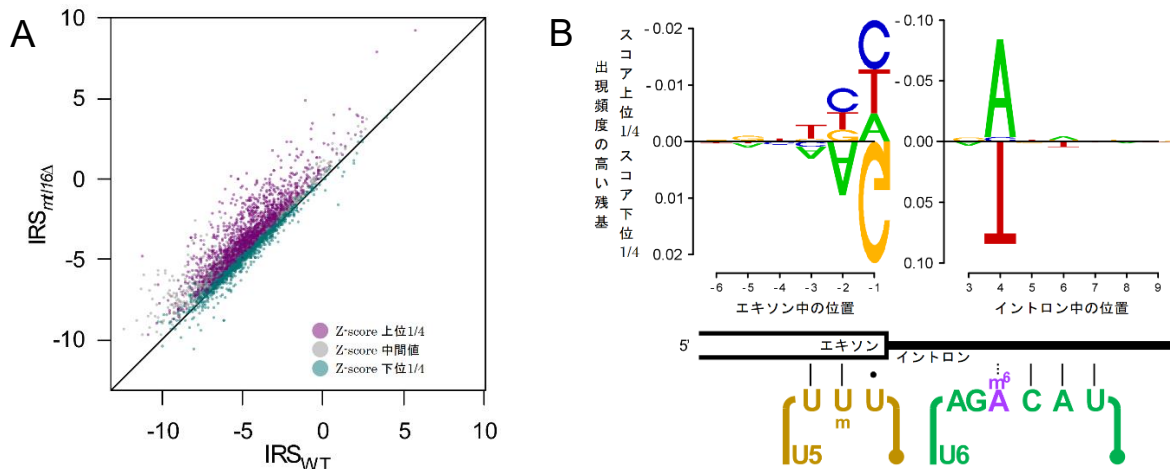 A
10
0
-5
-10
IRSmtl16Δ
-10
-5
0
5
10
IRSWT
Z-score 上位1/4
Z-score 中間値
Z-score 下位1/4
B
出現頻度の高い残基
スコア上位1/4
スコア下位1/4
-0.02
-0.01
0.00
0.01
0.02
-6 -5 -4 -3 -2 -1
エキソン中の位置
T C T G C T A
A A G
-0.10
-0.05
0.00
0.05
0.10
A
T
3 4 5 6 7 8 9
イントロン中の位置
5'
エキソン
イントロン
U U U
m
U5
m6
AGA C A U
U6